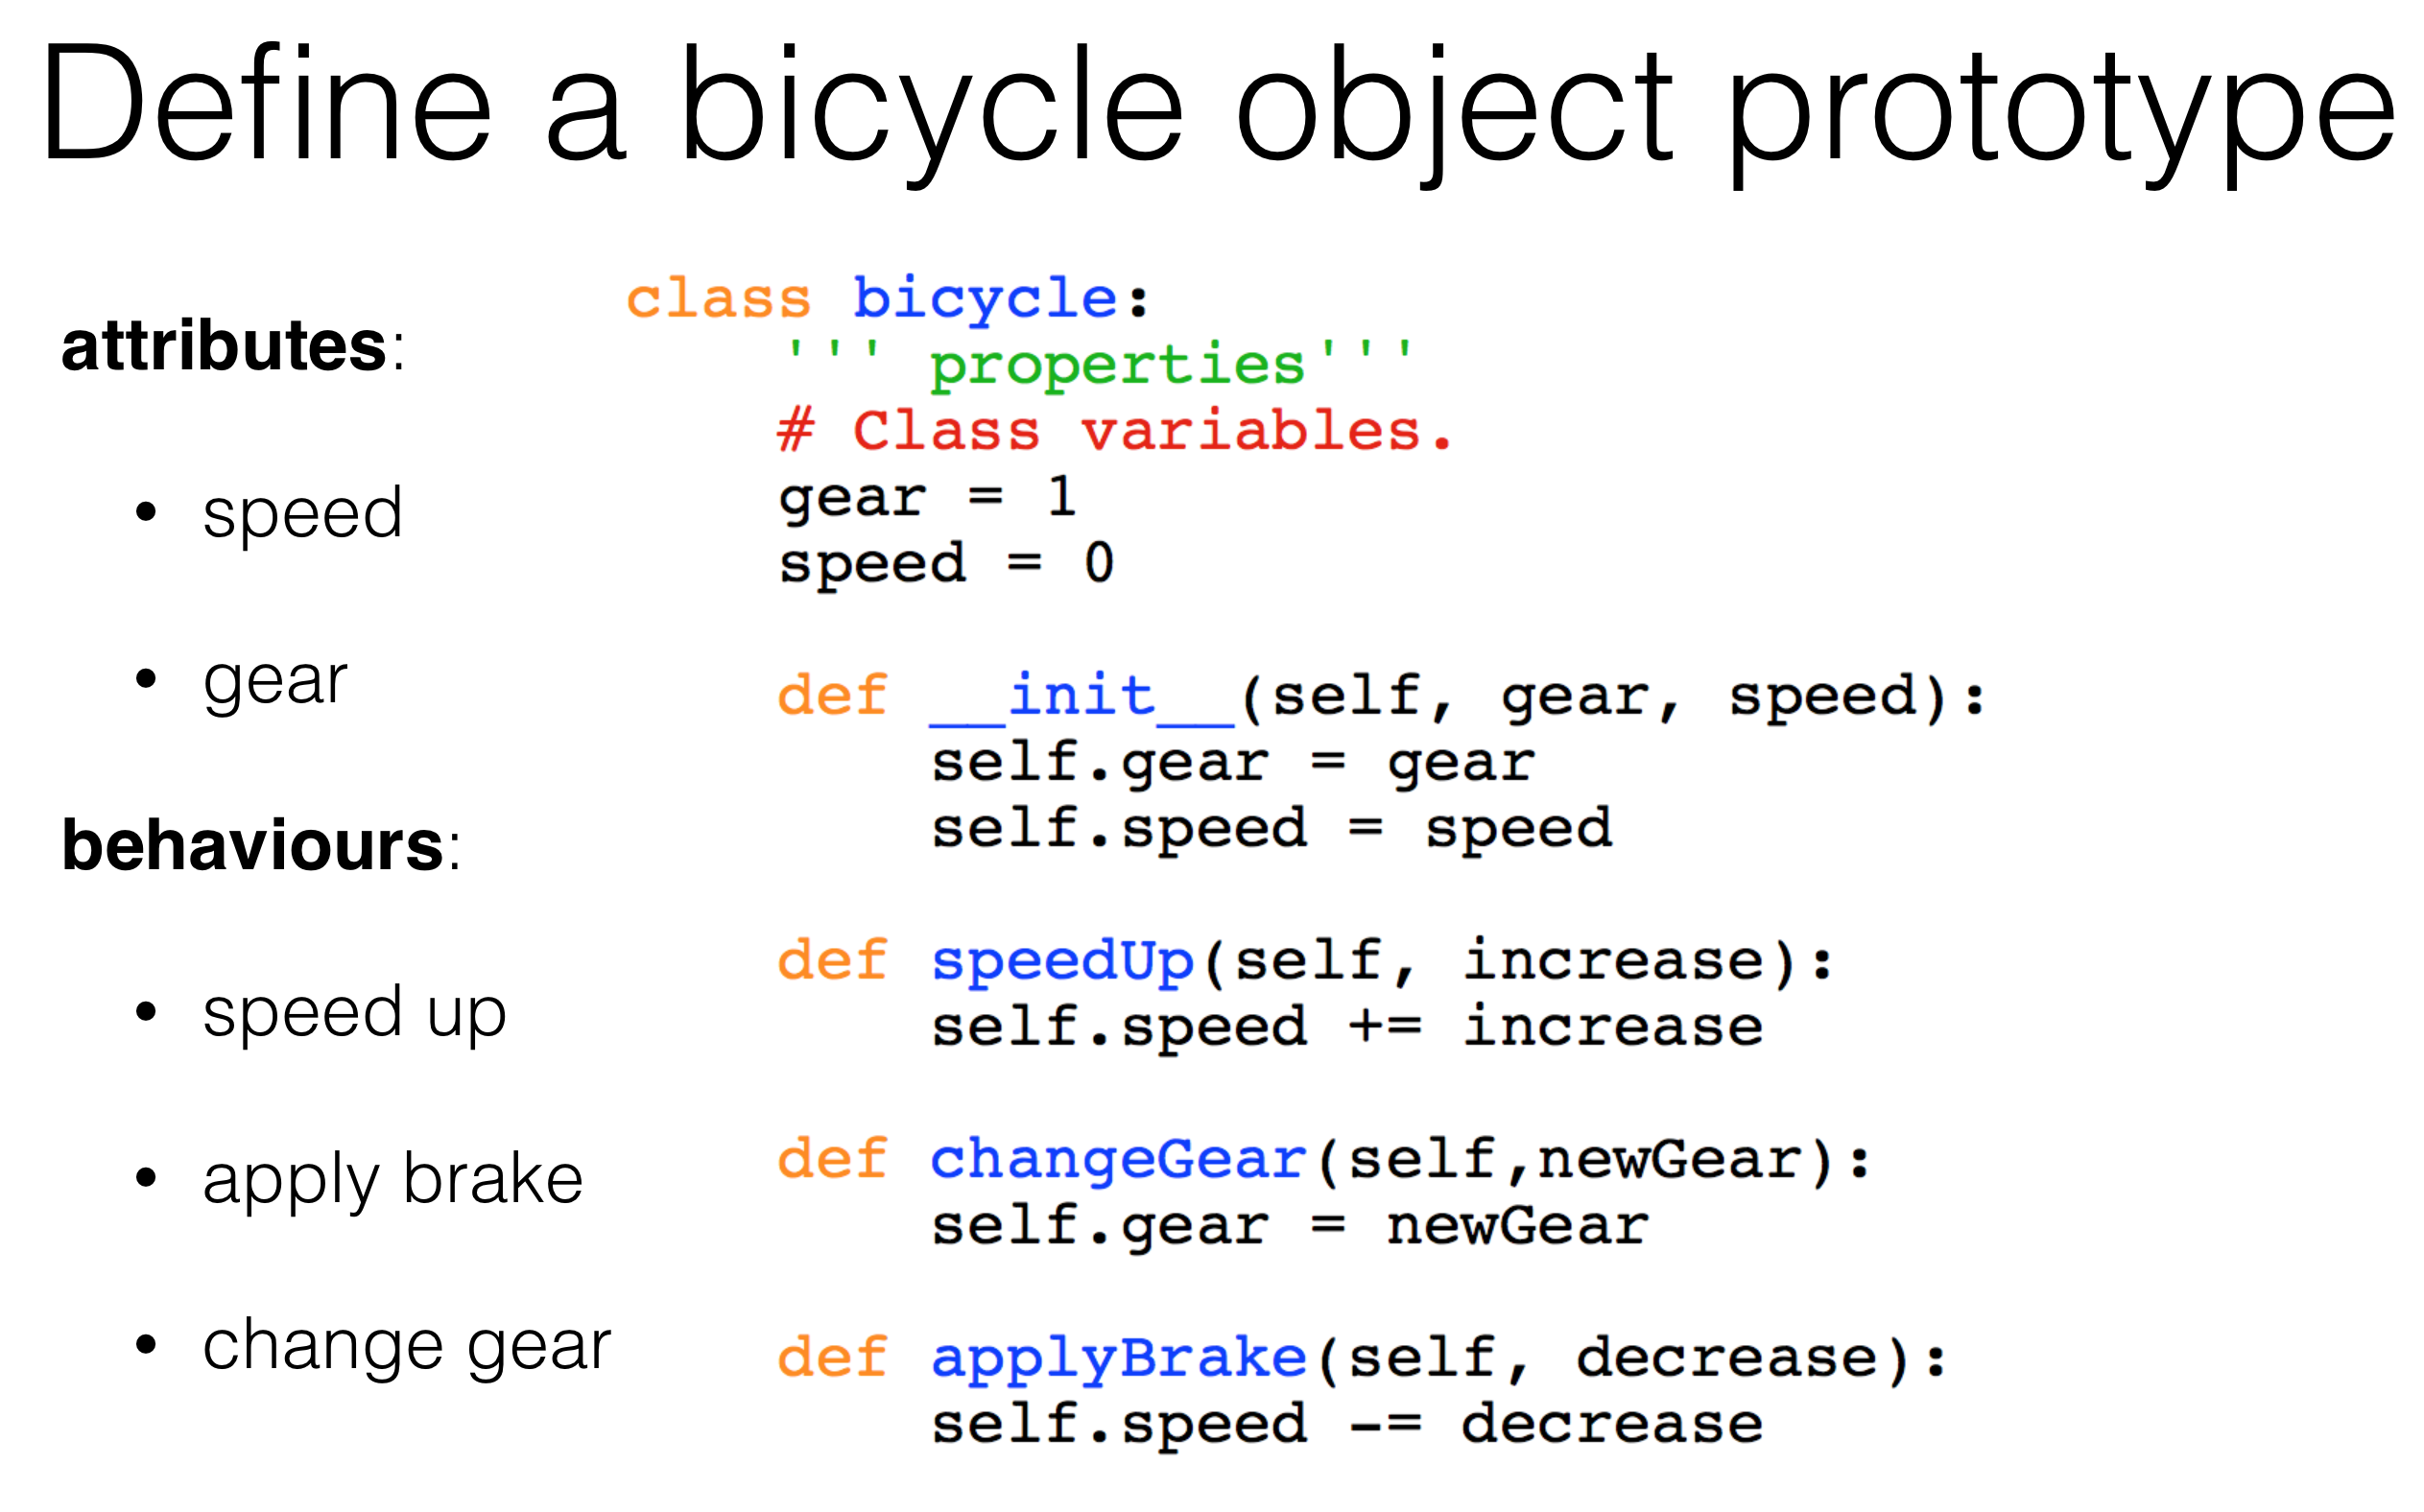 Define a bicycle object prototype
attributes:
• speed
• gear
behaviours:
• speed up
• apply brake
• change gear
class bicycle:
    ''' properties'''
    # Class variables.
    gear = 1
    speed = 0
    def __init__(self, gear, speed):
        self.gear = gear
        self.speed = speed
    def speedUp(self, increase):
        self.speed += increase
    def changeGear(self,newGear):
        self.gear = newGear
    def applyBrake(self, decrease):
        self.speed -= decrease